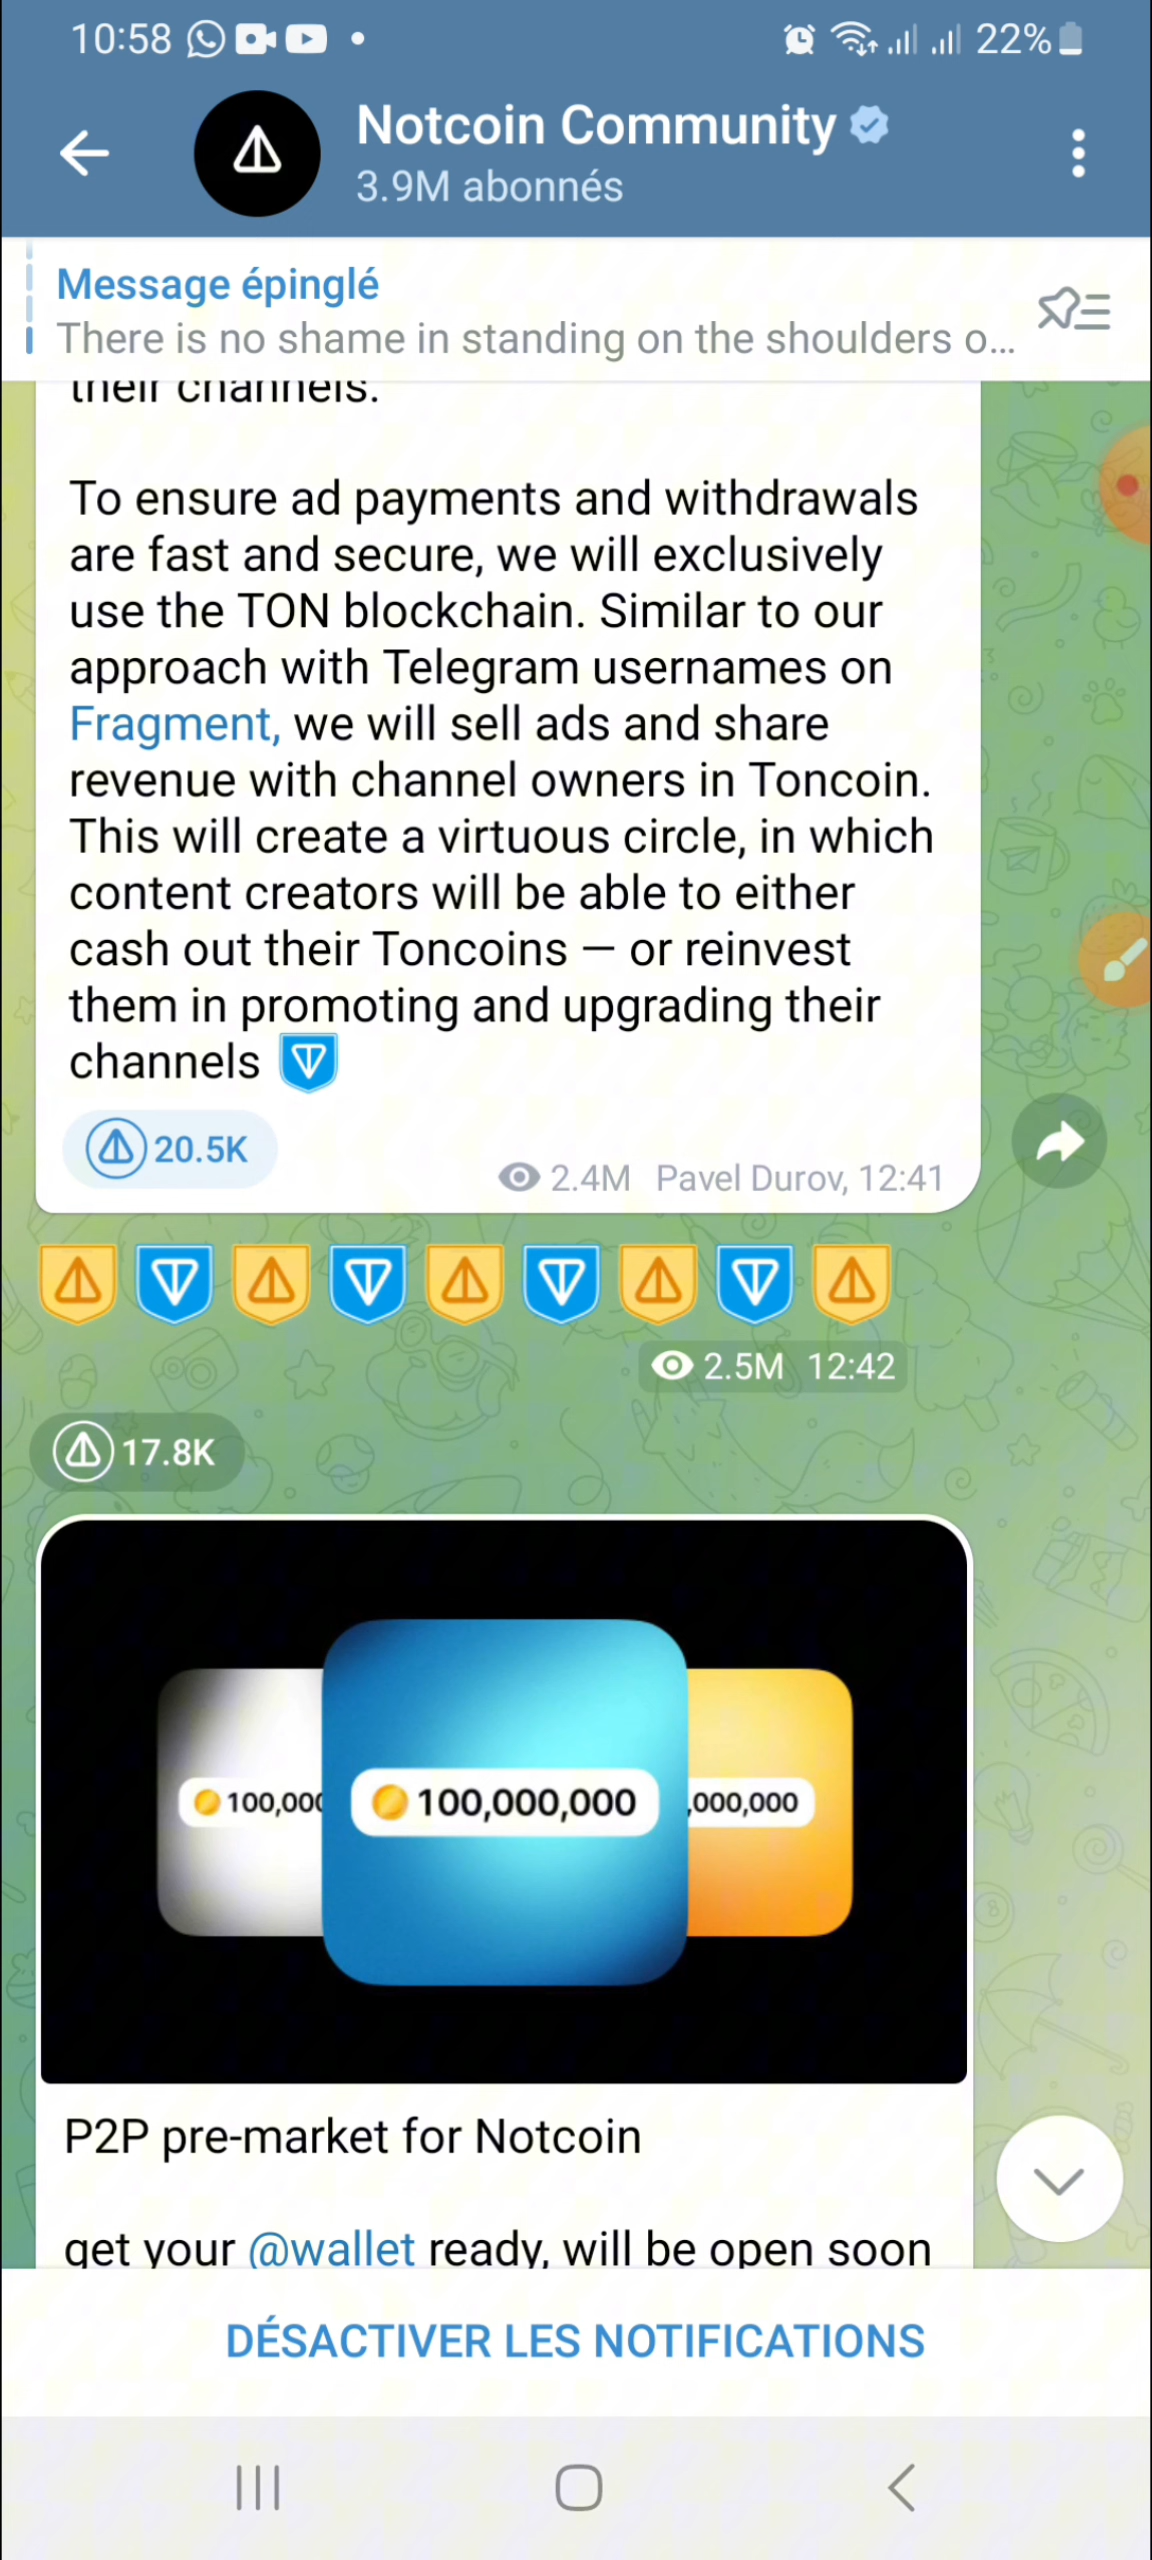 10:58
22%
Notcoin Community
3.9M abonnés
Message épinglé
There is no shame in standing on the shoulders o...
their channels.
To ensure ad payments and withdrawals
are fast and secure, we will exclusively
use the TON blockchain. Similar to our
approach with Telegram usernames on
Fragment, we will sell ads and share
revenue with channel owners in Toncoin.
This will create a virtuous circle, in which
content creators will be able to either
cash out their Toncoins — or reinvest
them in promoting and upgrading their
channels
20.5K
2.4M Pavel Durov, 12:41
2.5M 12:42
17.8K
100,000
100,000,000
,000,000
P2P pre-market for Notcoin
get your @wallet ready, will be open soon
DÉSACTIVER LES NOTIFICATIONS